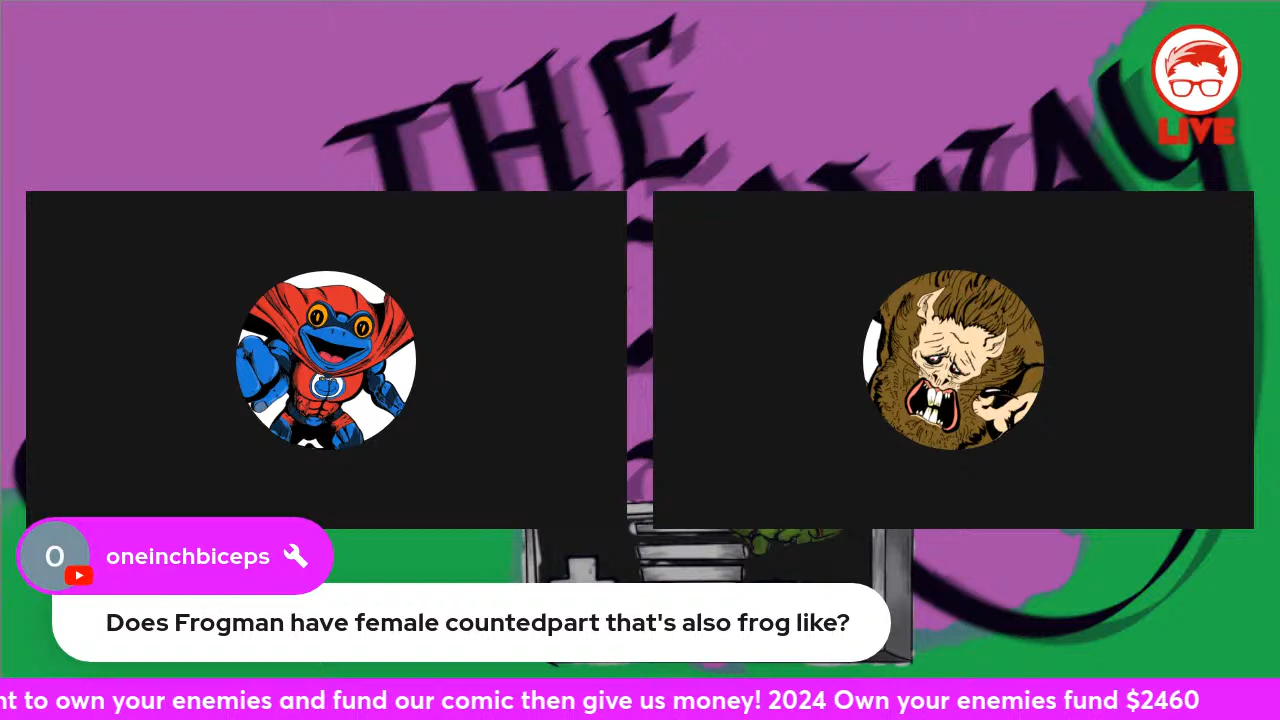 THE
LIVE
O
oneinchbiceps
Does Frogman have female countedpart that's also frog like?
nt to own your enemies and fund our comic then give us money! 2024 Own your enemies fund $2460